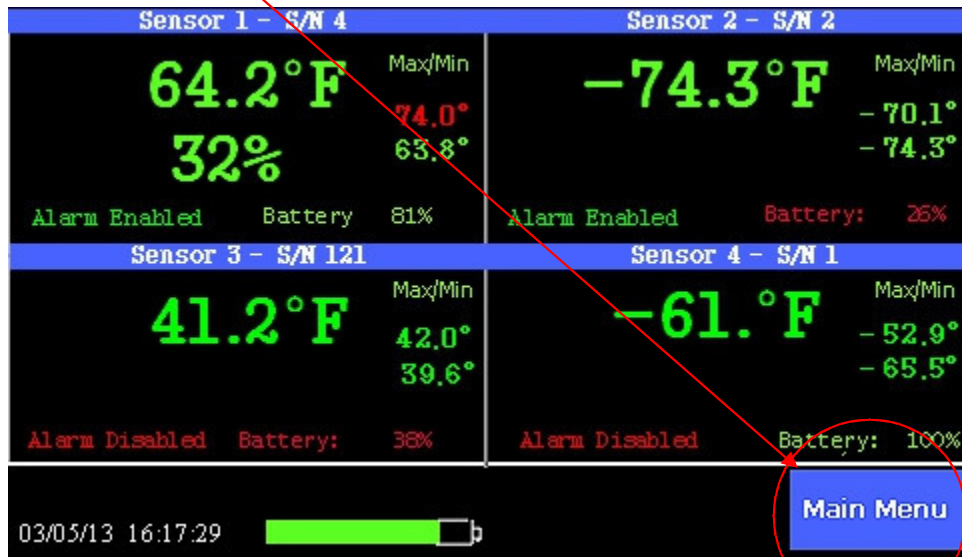 Sensor 1 - S/N 4
64.2°F
Max/Min
74.0°
32%
63.8°
Alarm Enabled Battery 81%
Sensor 2 - S/N 2
-74.3°F
Max/Min
- 70.1°
- 74.3°
Alarm Enabled Battery: 26%
Sensor 3 - S/N 121
41.2°F
Max/Min
42.0°
39.6°
Alarm Disabled Battery: 38%
Sensor 4 - S/N 1
-61.°F
Max/Min
- 52.9°
- 65.5°
Alarm Disabled Battery: 100%
03/05/13 16:17:29
Main Menu